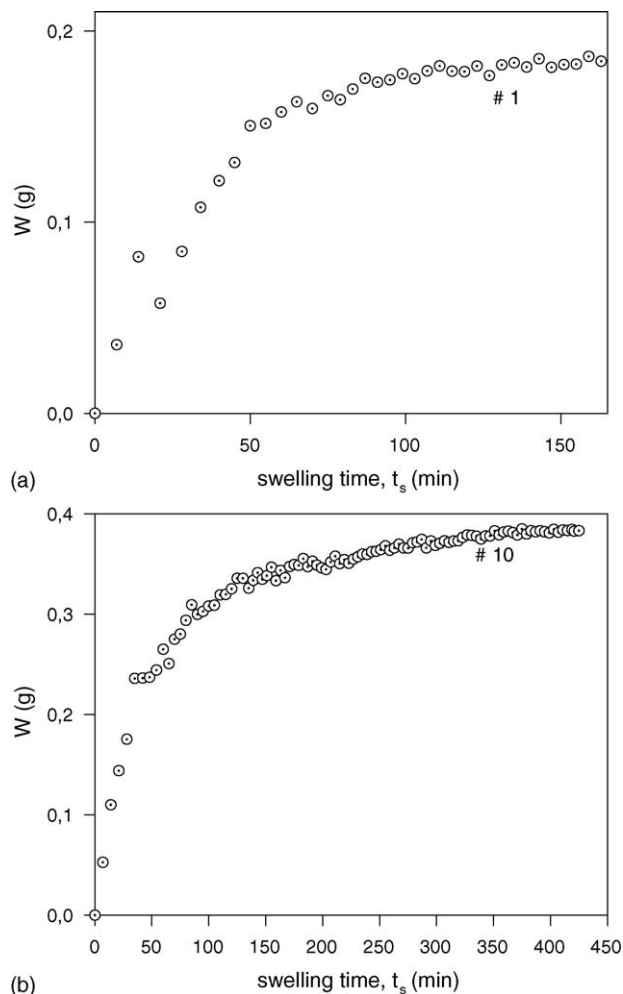 0,2
# 1
W (g)
0,1
0,0
0 50 100 150
(a) swelling time, t_s (min)
0,4
# 10
0,3
W (g)
0,2
0,1
0,0
0 50 100 150 200 250 300 350 400 450
(b) swelling time, t_s (min)